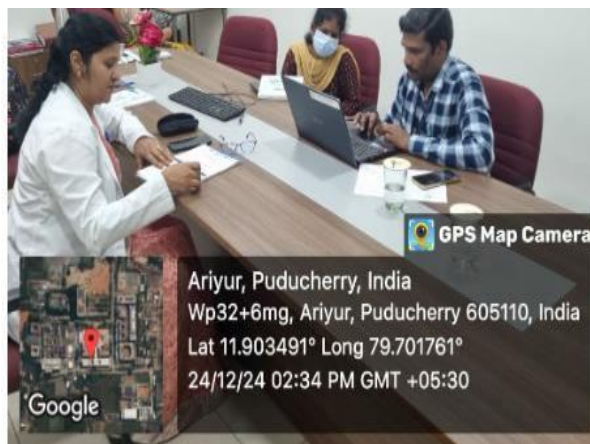 GPS Map Camera
Ariyur, Puducherry, India
Wp32+6mg, Ariyur, Puducherry 605110, India
Lat 11.903491° Long 79.701761°
24/12/24 02:34 PM GMT +05:30
Google